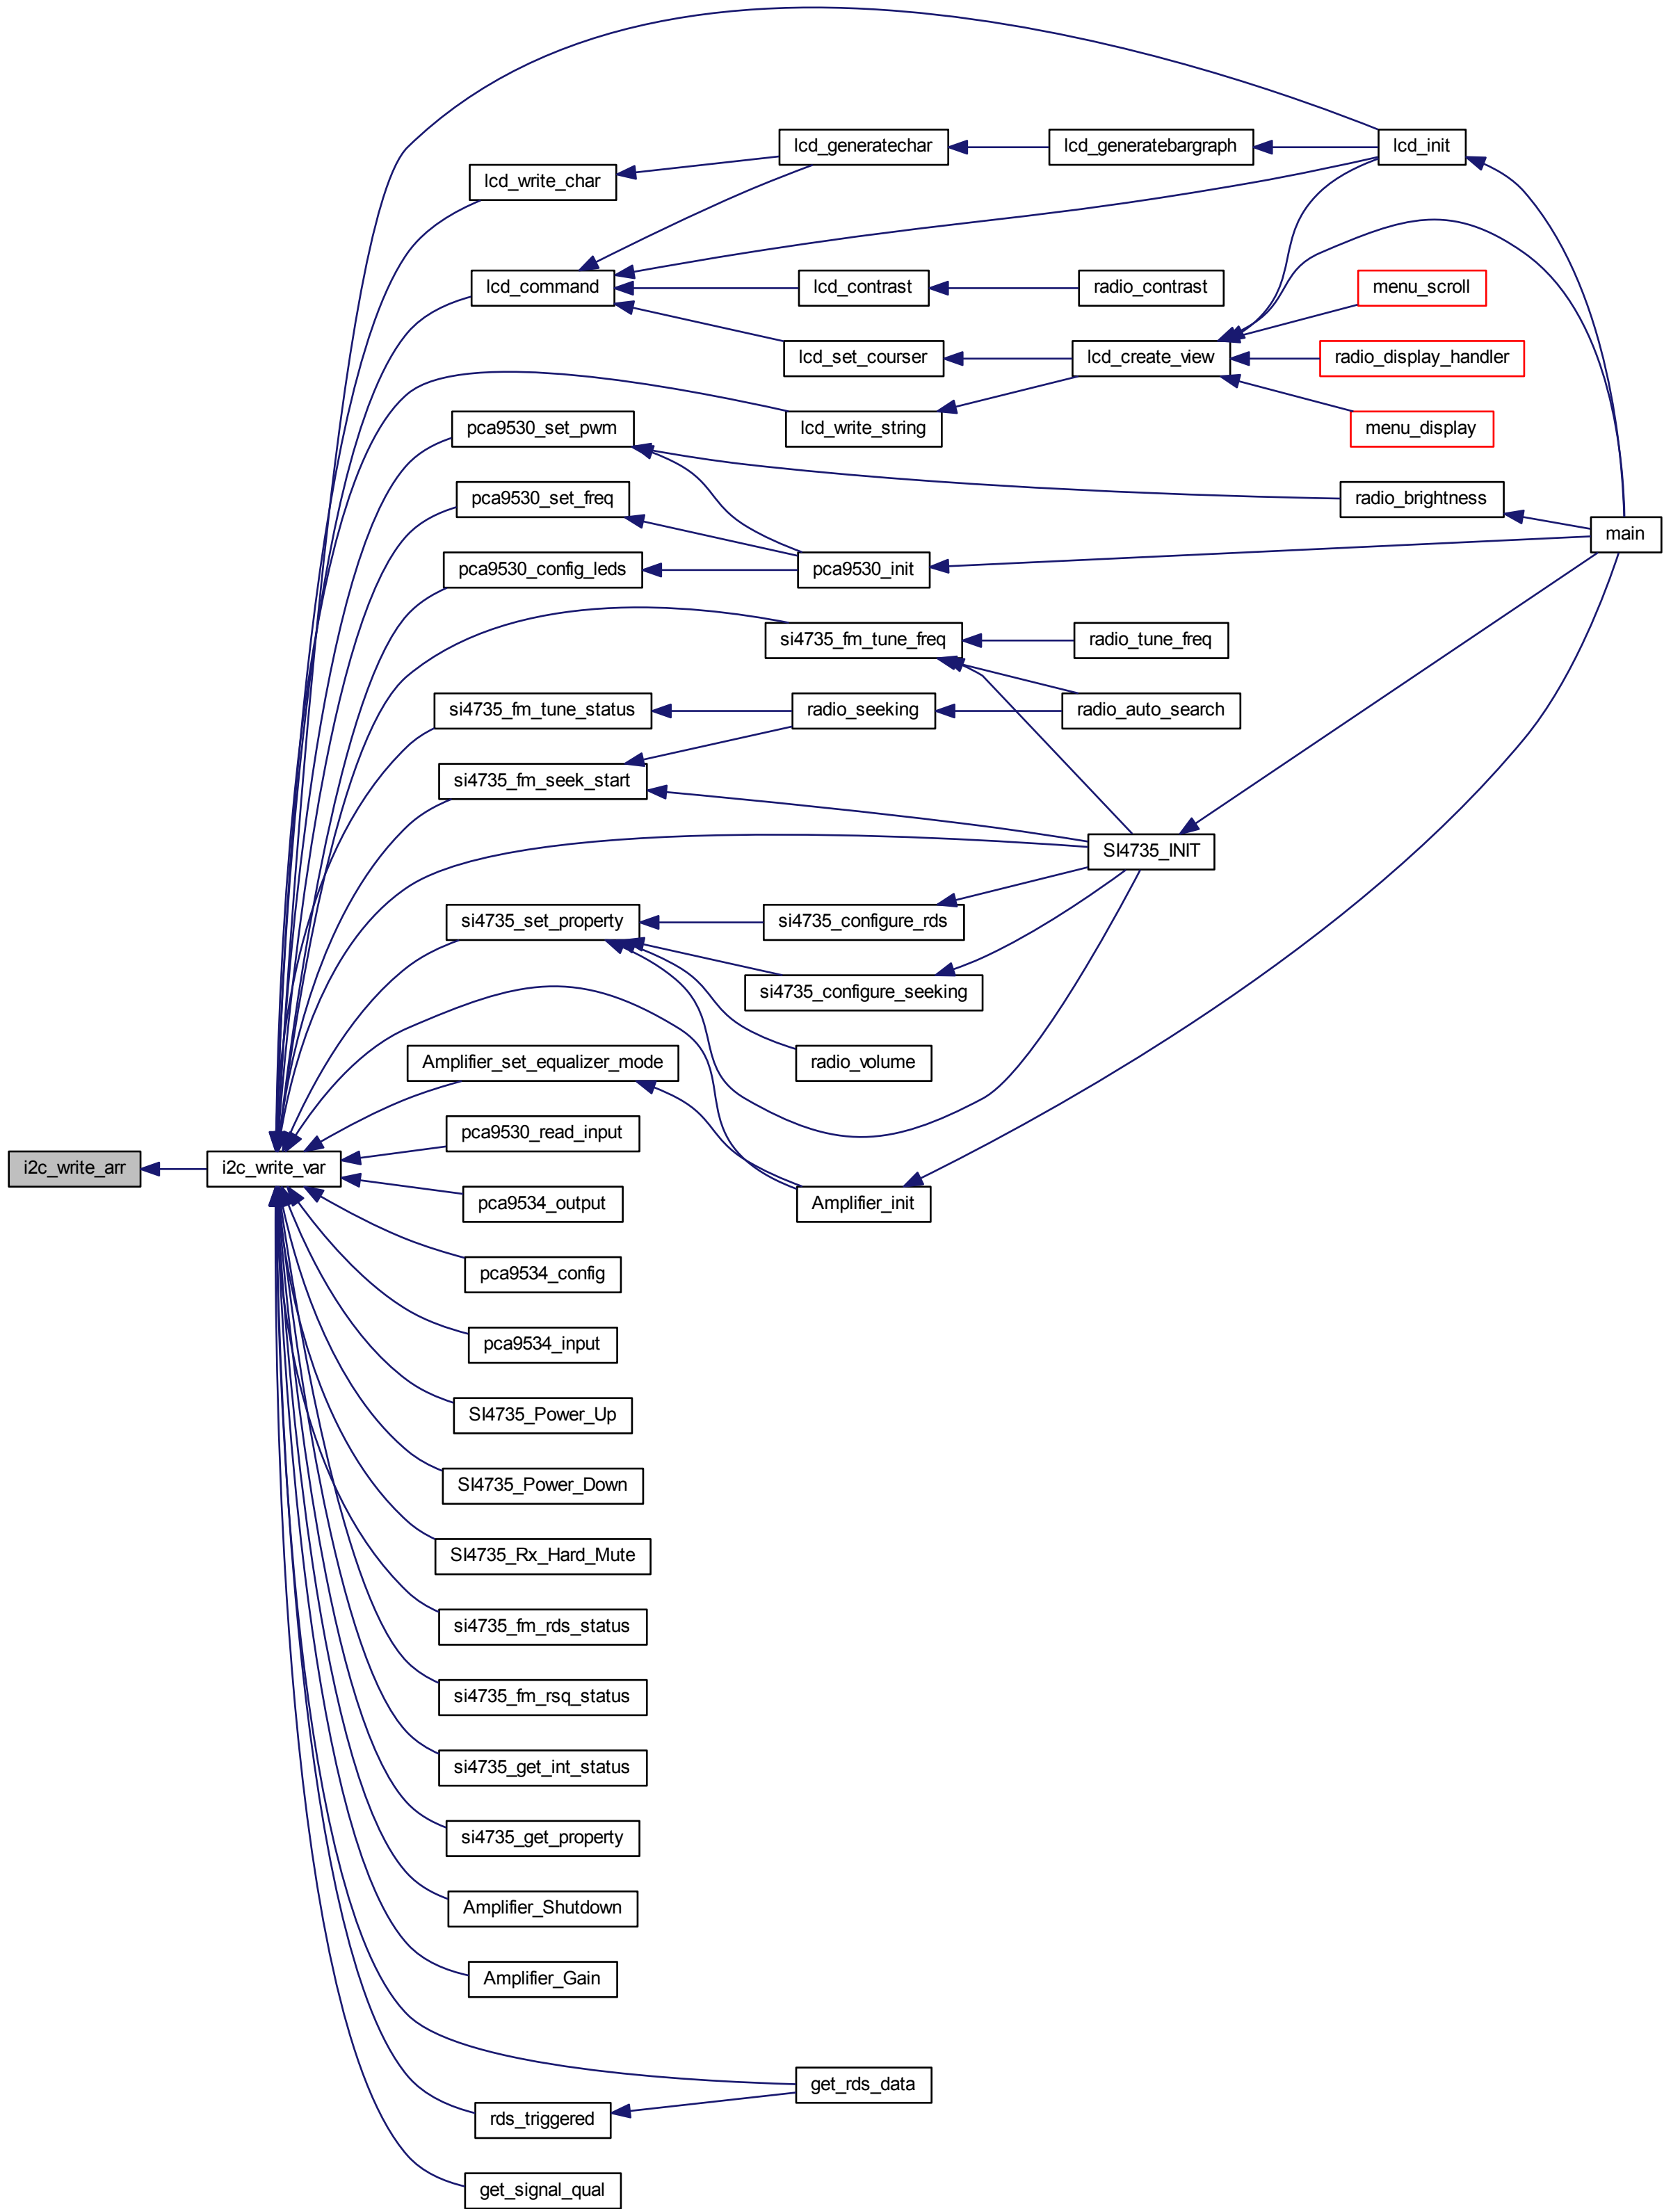 lcd_generatechar
lcd_generatebargraph
lcd_init
lcd_write_char
lcd_command
lcd_contrast
radio_contrast
menu_scroll
lcd_set_courser
lcd_create_view
radio_display_handler
pca9530_set_pwm
lcd_write_string
menu_display
pca9530_set_freq
radio_brightness
main
pca9530_config_leds
pca9530_init
si4735_fm_tune_freq
radio_tune_freq
si4735_fm_tune_status
radio_seeking
radio_auto_search
si4735_fm_seek_start
SI4735_INIT
si4735_set_property
si4735_configure_rds
si4735_configure_seeking
Amplifier_set_equalizer_mode
radio_volume
pca9530_read_input
i2c_write_arr
i2c_write_var
pca9534_output
Amplifier_init
pca9534_config
pca9534_input
SI4735_Power_Up
SI4735_Power_Down
SI4735_Rx_Hard_Mute
si4735_fm_rds_status
si4735_fm_rsq_status
si4735_get_int_status
si4735_get_property
Amplifier_Shutdown
Amplifier_Gain
get_rds_data
rds_triggered
get_signal_qual